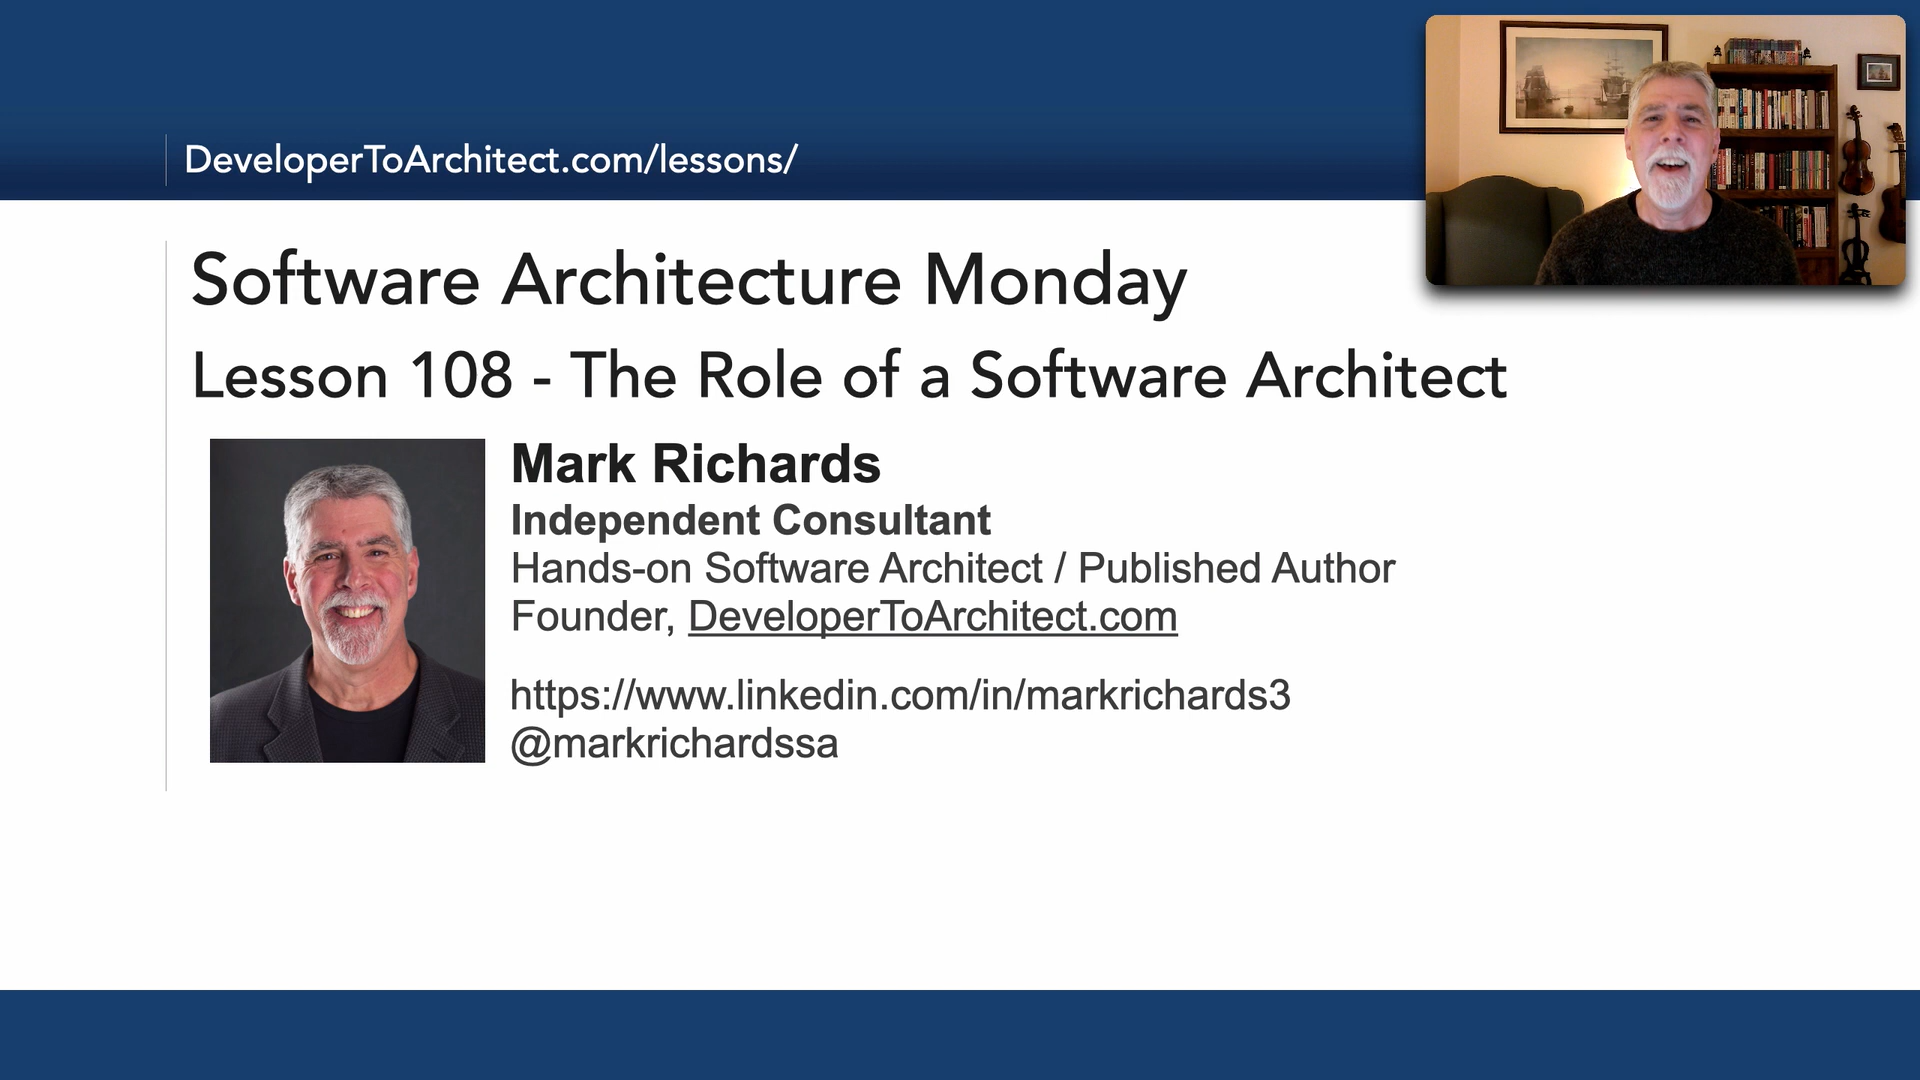 DeveloperToArchitect.com/lessons/
Software Architecture Monday
Lesson 108 - The Role of a Software Architect
Mark Richards
Independent Consultant
Hands-on Software Architect / Published Author
Founder, DeveloperToArchitect.com
https://www.linkedin.com/in/markrichards3
@markrichardssa